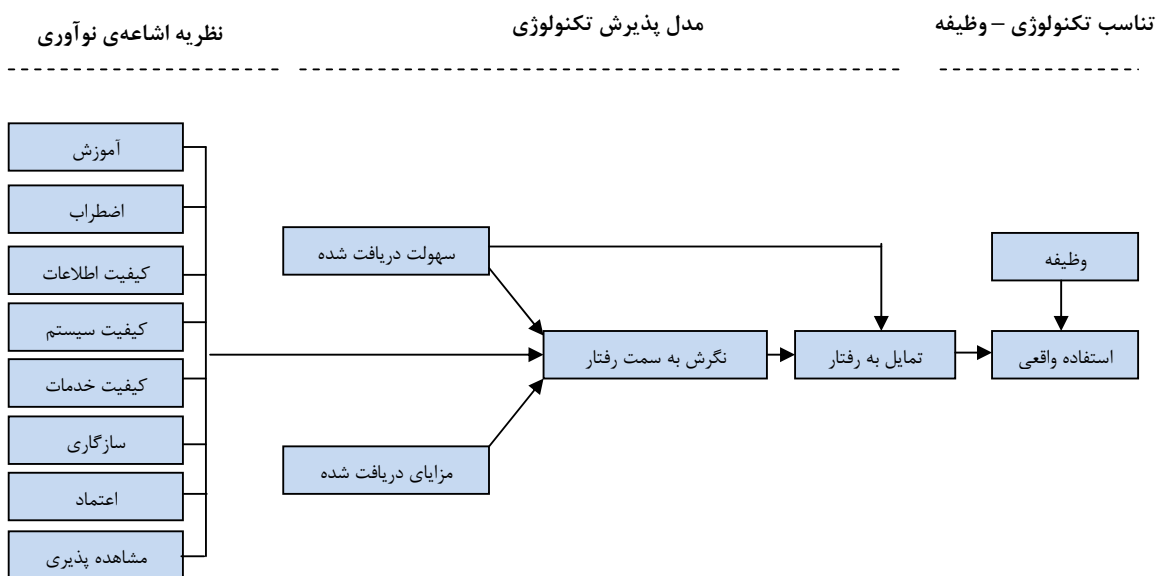 تناسب تکنولوژی – وظیفه
مدل پذیرش تکنولوژی
نظریه اشاعه‌ی نوآوری
آموزش
اضطراب
کیفیت اطلاعات
کیفیت سیستم
کیفیت خدمات
سازگاری
اعتماد
مشاهده پذیری
سهولت دریافت شده
مزایای دریافت شده
نگرش به سمت رفتار
تمایل به رفتار
وظیفه
استفاده واقعی